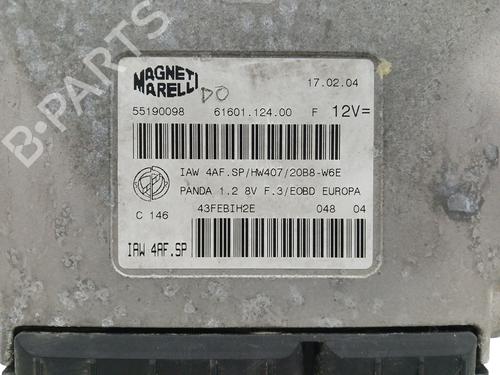 MAGNETI MARELLI
DO
17.02.04
55190098 61601.124.00 F 12V=
IAW 4AF.SP/HW407/20B8-W6E
PANDA 1.2 8V F.3/EOBD EUROPA
C 146 43FEBIH2E 048 04
IAW 4AF.SP
B-PARTS